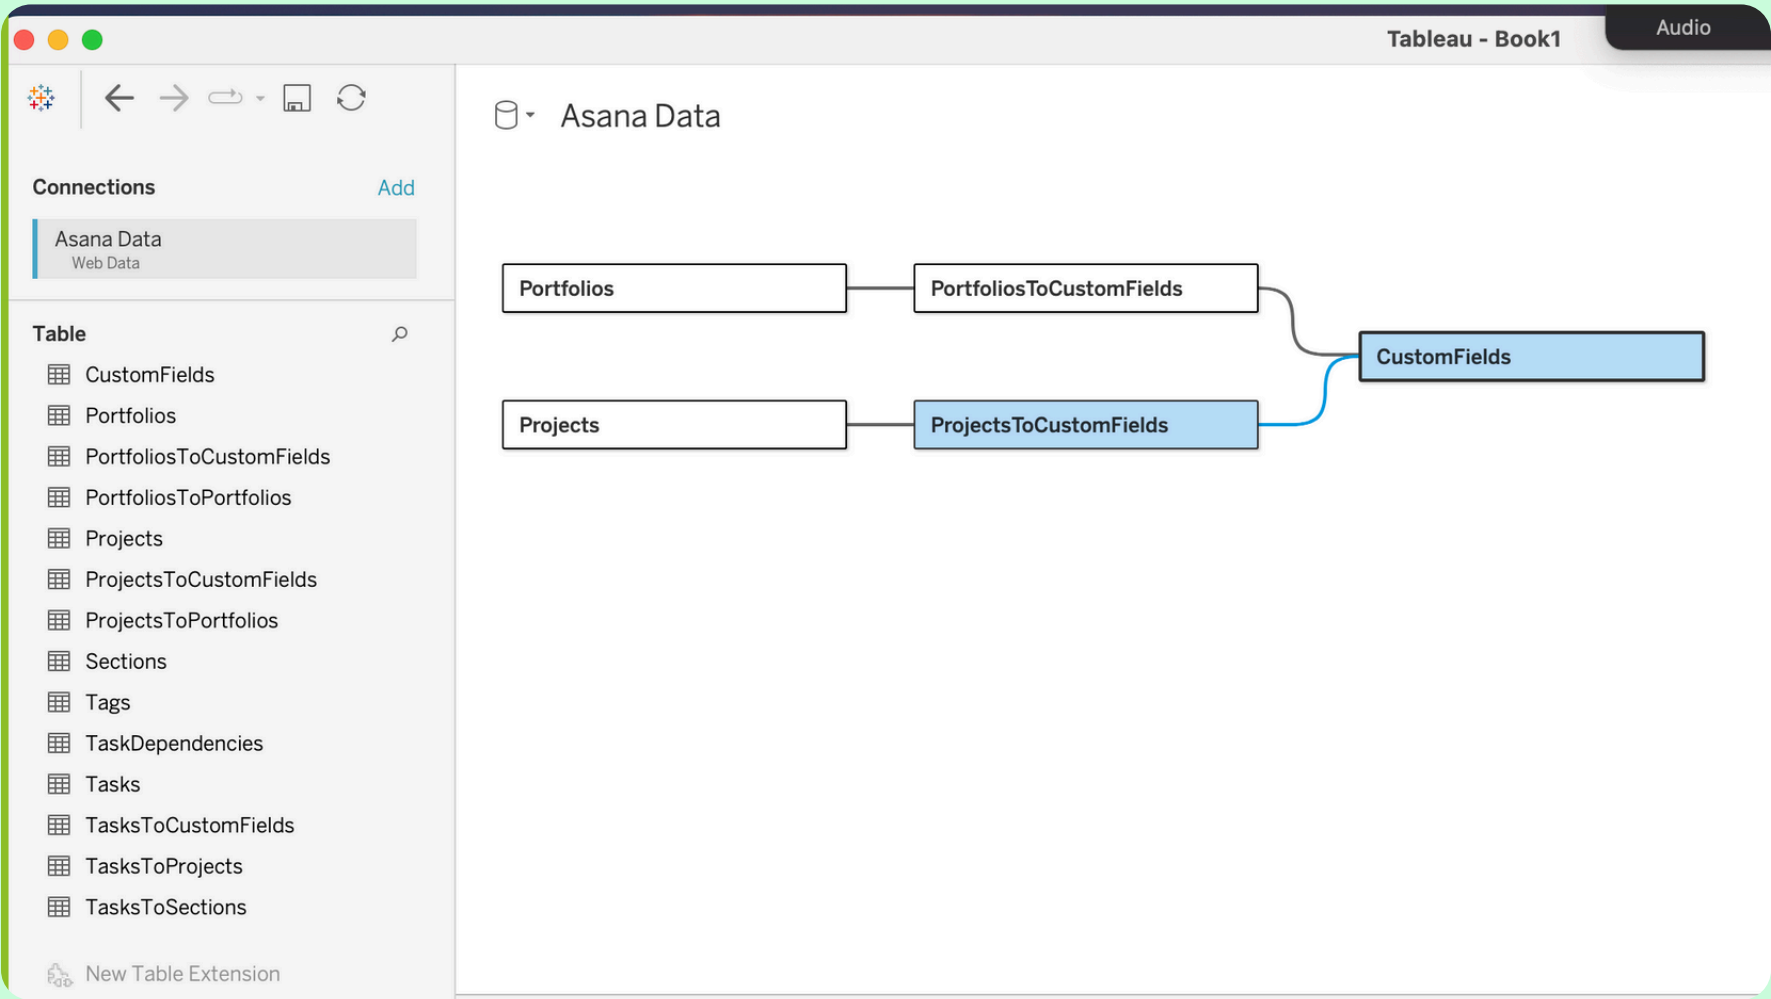 Tableau - Book1
Audio
Asana Data
Connections
Add
Asana Data
Web Data
Table
CustomFields
Portfolios
PortfoliosToCustomFields
PortfoliosToPortfolios
Projects
ProjectsToCustomFields
ProjectsToPortfolios
Sections
Tags
TaskDependencies
Tasks
TasksToCustomFields
TasksToProjects
TasksToSections
New Table Extension
Portfolios
PortfoliosToCustomFields
CustomFields
Projects
ProjectsToCustomFields